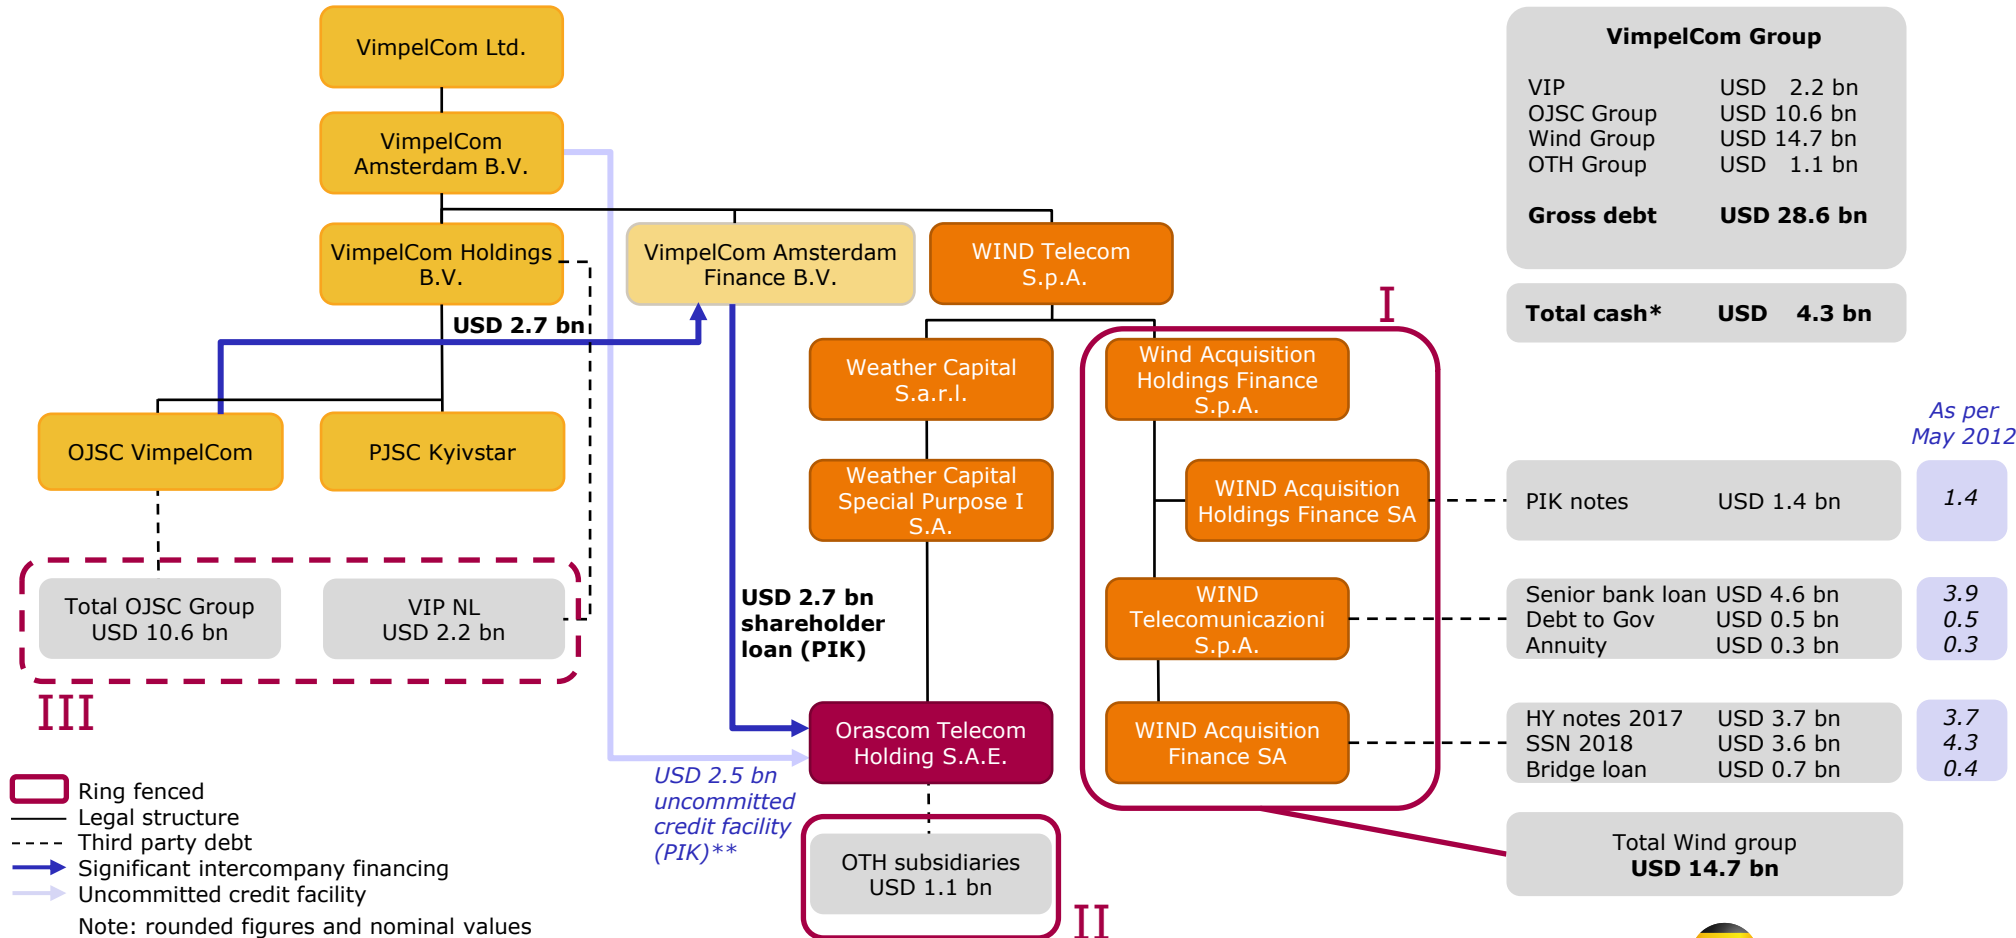 VimpelCom Ltd.
VimpelCom
Amsterdam B.V.
VimpelCom Holdings
B.V.
VimpelCom Amsterdam
Finance B.V.
WIND Telecom
S.p.A.
USD 2.7 bn
OJSC VimpelCom
PJSC Kyivstar
Weather Capital
S.a.r.l.
Weather Capital
Special Purpose I
S.A.
I
Wind Acquisition
Holdings Finance
S.p.A.
WIND Acquisition
Holdings Finance SA
WIND
Telecomunicazioni
S.p.A.
WIND Acquisition
Finance SA
Total OJSC Group
USD 10.6 bn
VIP NL
USD 2.2 bn
III
USD 2.7 bn
shareholder
loan (PIK)
Orascom Telecom
Holding S.A.E.
USD 2.5 bn
uncommitted
credit facility
(PIK)**
OTH subsidiaries
USD 1.1 bn
II
VimpelCom Group
VIP USD 2.2 bn
OJSC Group USD 10.6 bn
Wind Group USD 14.7 bn
OTH Group USD 1.1 bn
Gross debt USD 28.6 bn
Total cash* USD 4.3 bn
As per
May 2012
PIK notes USD 1.4 bn 1.4
Senior bank loan USD 4.6 bn 3.9
Debt to Gov USD 0.5 bn 0.5
Annuity USD 0.3 bn 0.3
HY notes 2017 USD 3.7 bn 3.7
SSN 2018 USD 3.6 bn 4.3
Bridge loan USD 0.7 bn 0.4
Total Wind group
USD 14.7 bn
Ring fenced
Legal structure
Third party debt
Significant intercompany financing
Uncommitted credit facility
Note: rounded figures and nominal values